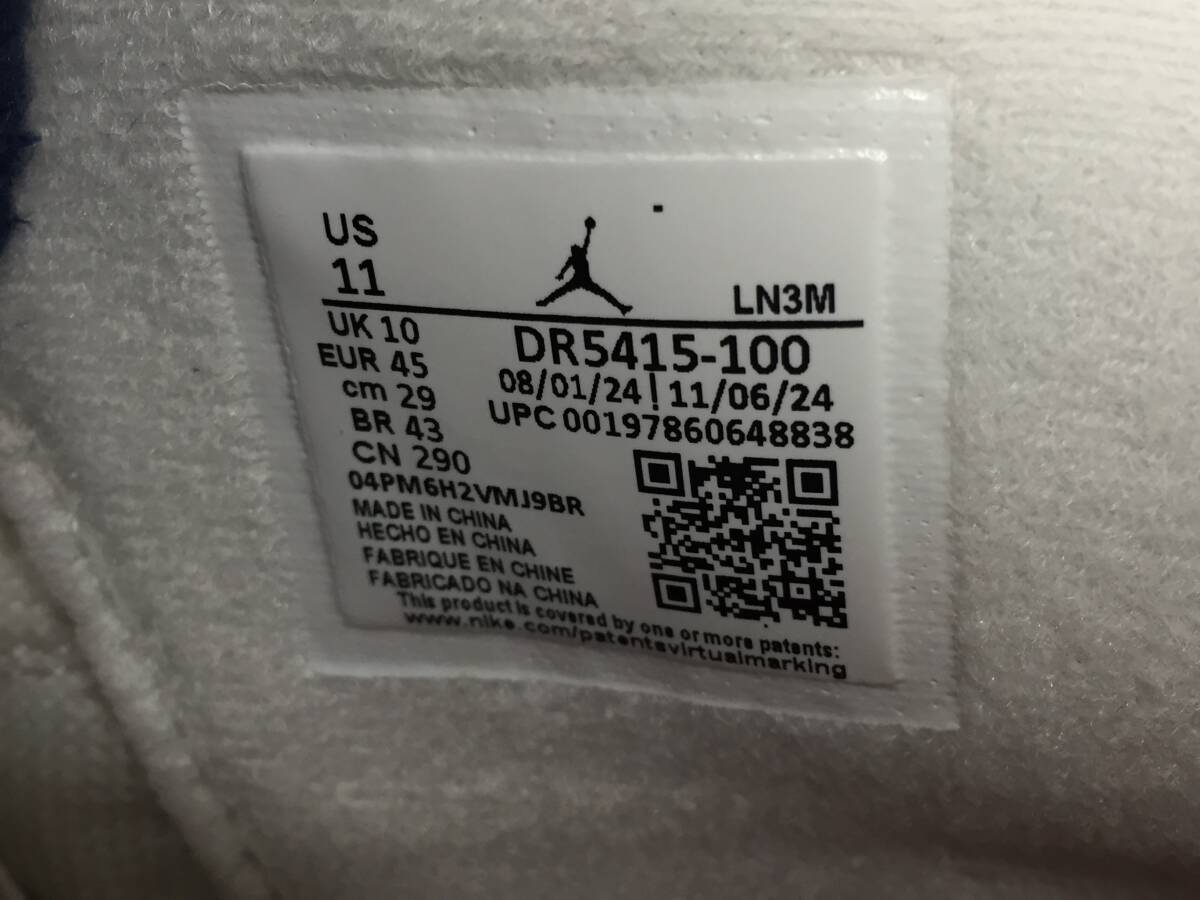 US
11
LN3M
UK 10
EUR 45
cm 29
BR 43
CN 290
DR5415-100
08/01/24 | 11/06/24
UPC 00197860648838
04PM6H2VMJ9BR
MADE IN CHINA
HECHO EN CHINA
FABRIQUE EN CHINE
FABRICADO NA CHINA
This product is covered by one or more patents:
www.nike.com/patentsvirtualmarking